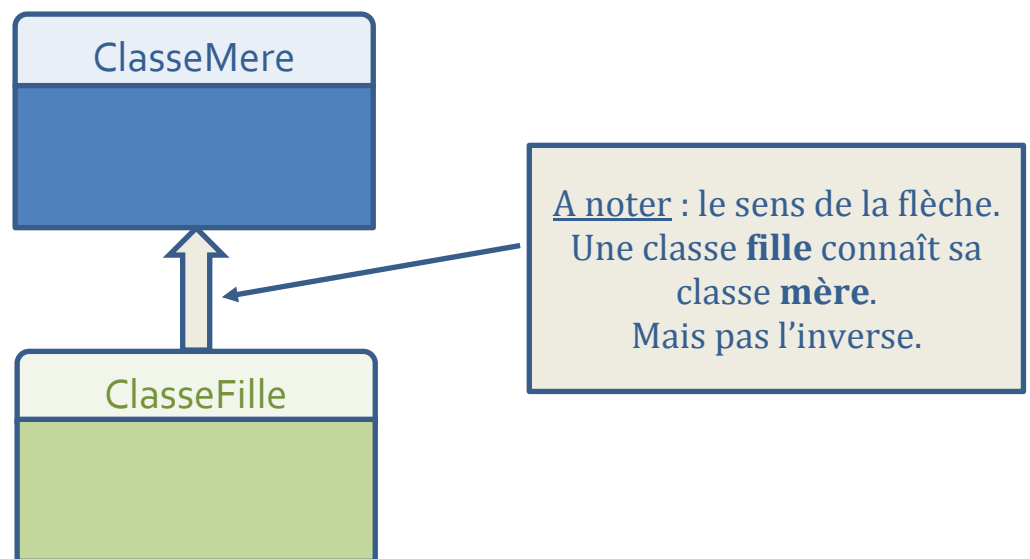 ClasseMere
A noter : le sens de la flèche.
Une classe fille connaît sa
classe mère.
Mais pas l’inverse.
ClasseFille